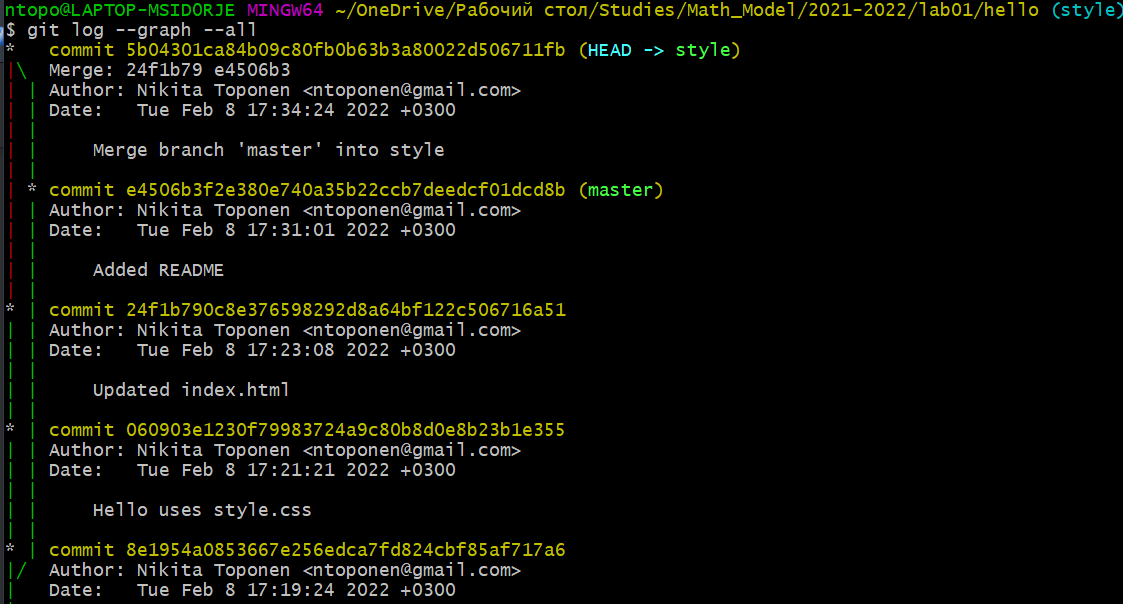 ntopo@LAPTOP-MSIDORJE MINGW64 ~/OneDrive/Рабочий стол/Studies/Math_Model/2021-2022/lab01/hello (style)
$ git log --graph --all
*   commit 5b04301ca84b09c80fb0b63b3a80022d506711fb (HEAD -> style)
|\  Merge: 24f1b79 e4506b3
| | Author: Nikita Toponen <ntoponen@gmail.com>
| | Date:   Tue Feb 8 17:34:24 2022 +0300
| |
| |     Merge branch 'master' into style
| |
| * commit e4506b3f2e380e740a35b22ccb7deedcf01dcd8b (master)
| | Author: Nikita Toponen <ntoponen@gmail.com>
| | Date:   Tue Feb 8 17:31:01 2022 +0300
| |
| |     Added README
| |
* | commit 24f1b790c8e376598292d8a64bf122c506716a51
| | Author: Nikita Toponen <ntoponen@gmail.com>
| | Date:   Tue Feb 8 17:23:08 2022 +0300
| |
| |     Updated index.html
| |
* | commit 060903e1230f79983724a9c80b8d0e8b23b1e355
| | Author: Nikita Toponen <ntoponen@gmail.com>
| | Date:   Tue Feb 8 17:21:21 2022 +0300
| |
| |     Hello uses style.css
| |
* | commit 8e1954a0853667e256edca7fd824cbf85af717a6
|/  Author: Nikita Toponen <ntoponen@gmail.com>
|   Date:   Tue Feb 8 17:19:24 2022 +0300